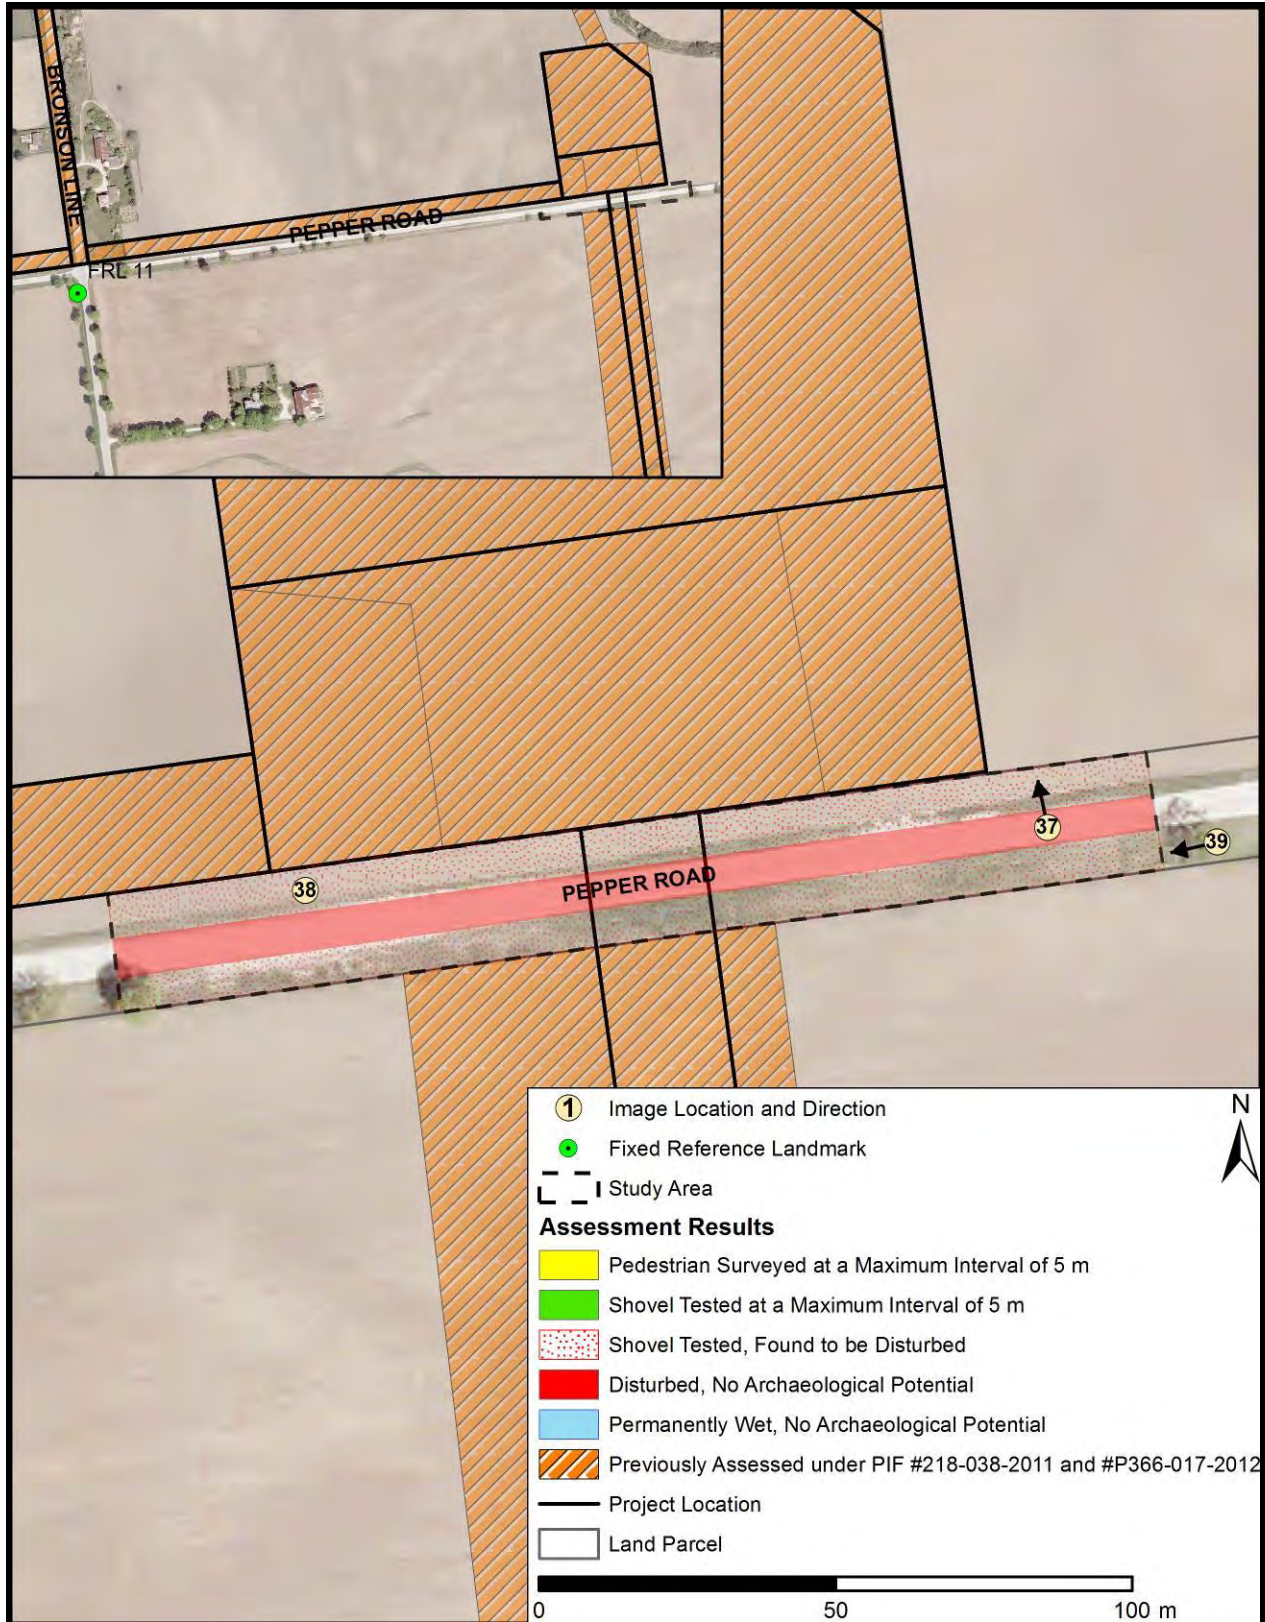 BRONSON LINE
PEPPER ROAD
FRL 11
37
39
38
PEPPER ROAD
1 Image Location and Direction
N
Fixed Reference Landmark
Study Area
Assessment Results
Pedestrian Surveyed at a Maximum Interval of 5 m
Shovel Tested at a Maximum Interval of 5 m
Shovel Tested, Found to be Disturbed
Disturbed, No Archaeological Potential
Permanently Wet, No Archaeological Potential
Previously Assessed under PIF #218-038-2011 and #P366-017-2012
Project Location
Land Parcel
0 50 100 m